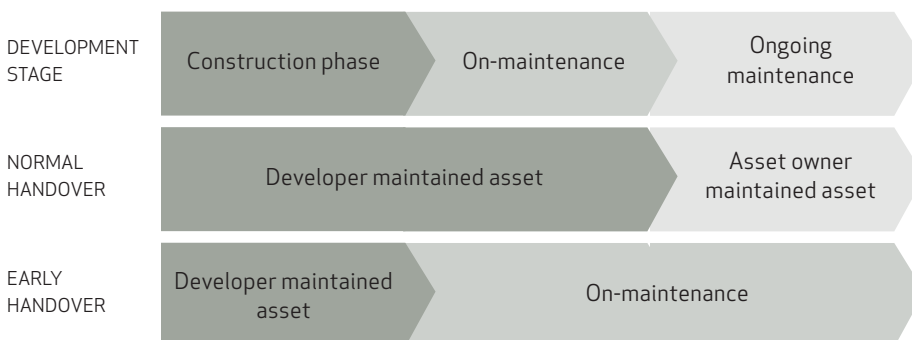 DEVELOPMENT
STAGE
Construction phase
On-maintenance
Ongoing
maintenance
NORMAL
HANDOVER
Developer maintained asset
Asset owner
maintained asset
EARLY
HANDOVER
Developer maintained
asset
On-maintenance